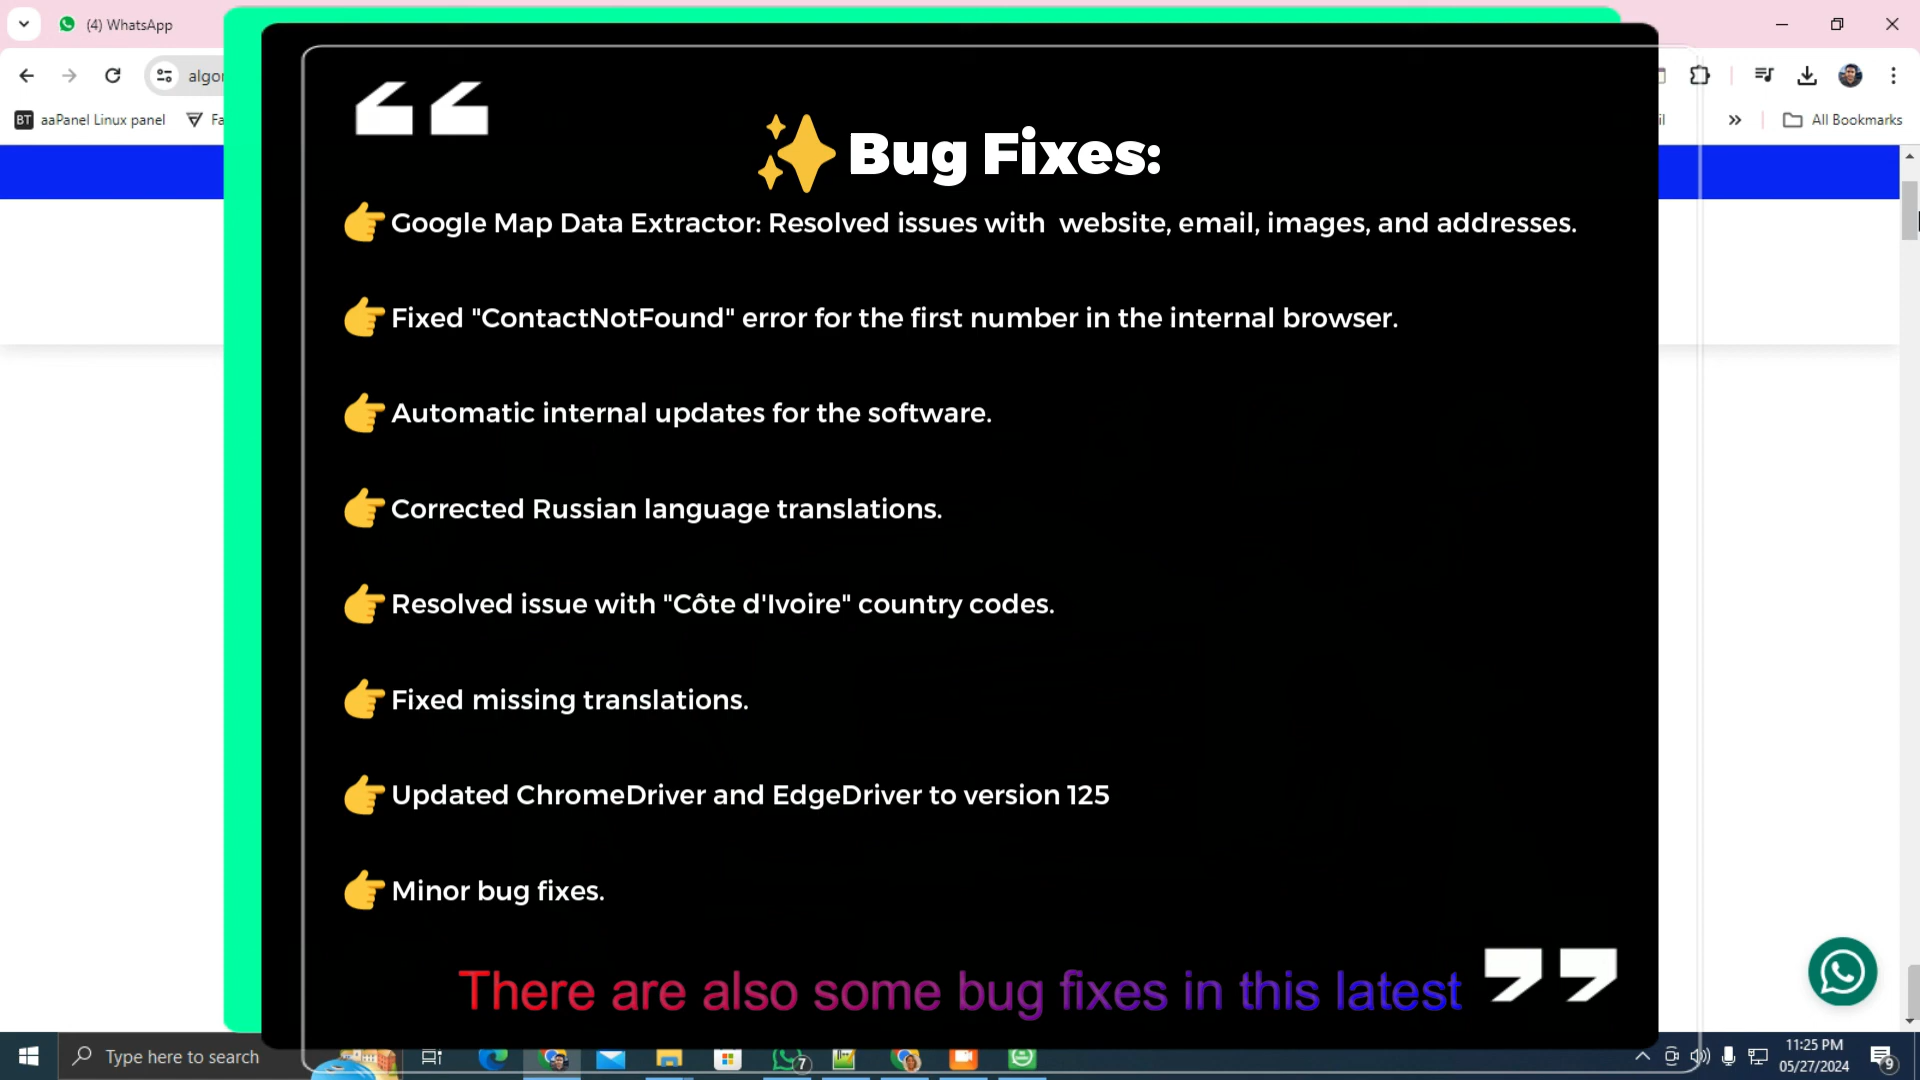 (4) WhatsApp
algor
BT aaPanel Linux panel
Fa
il
» All Bookmarks
✨Bug Fixes:
👉Google Map Data Extractor: Resolved issues with  website, email, images, and addresses.
👉Fixed "ContactNotFound" error for the first number in the internal browser.
👉Automatic internal updates for the software.
👉Corrected Russian language translations.
👉Resolved issue with "Côte d'Ivoire" country codes.
👉Fixed missing translations.
👉Updated ChromeDriver and EdgeDriver to version 125
👉Minor bug fixes.
There are also some bug fixes in this latest
Type here to search
7
11:25 PM
05/27/2024
9